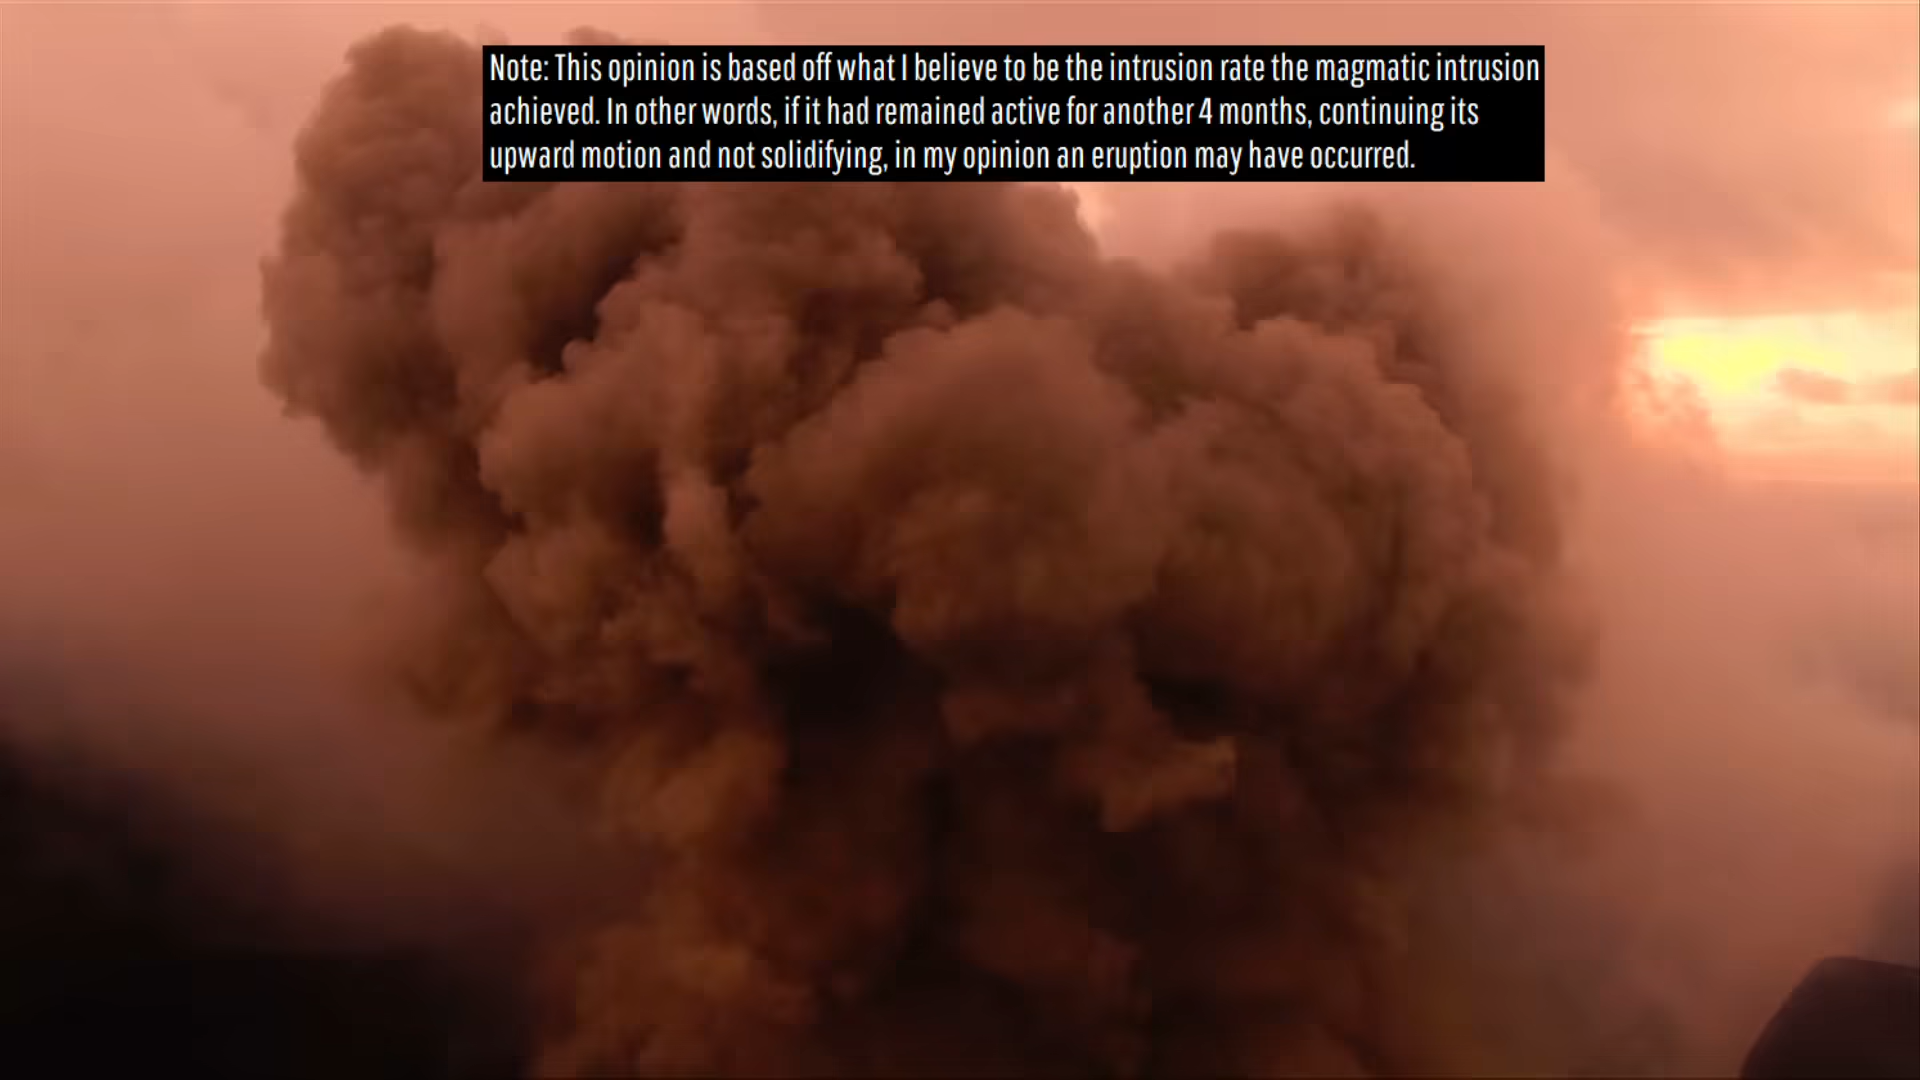 Note: This opinion is based off what I believe to be the intrusion rate the magmatic intrusion
achieved. In other words, if it had remained active for another 4 months, continuing its
upward motion and not solidifying, in my opinion an eruption may have occurred.